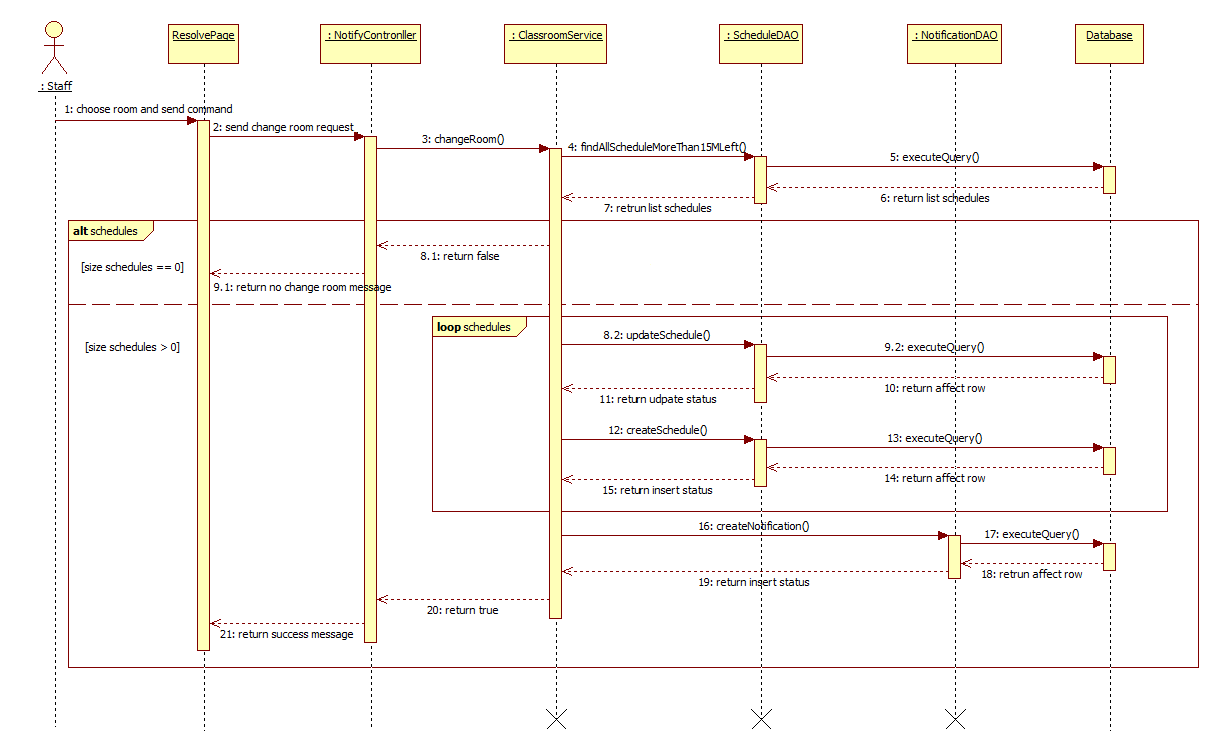 ResolvePage
: NotifyContronller
: ClassroomService
: ScheduleDAO
: NotificationDAO
Database
: Staff
1: choose room and send command
2: send change room request
3: changeRoom()
4: findAllScheduleMoreThan15MLeft()
5: executeQuery()
6: return list schedules
7: retrun list schedules
alt schedules
8.1: return false
[size schedules == 0]
9.1: return no change room message
loop schedules
8.2: updateSchedule()
[size schedules > 0]
9.2: executeQuery()
10: return affect row
11: return udpate status
12: createSchedule()
13: executeQuery()
14: return affect row
15: return insert status
16: createNotification()
17: executeQuery()
18: retrun affect row
19: return insert status
20: return true
21: return success message